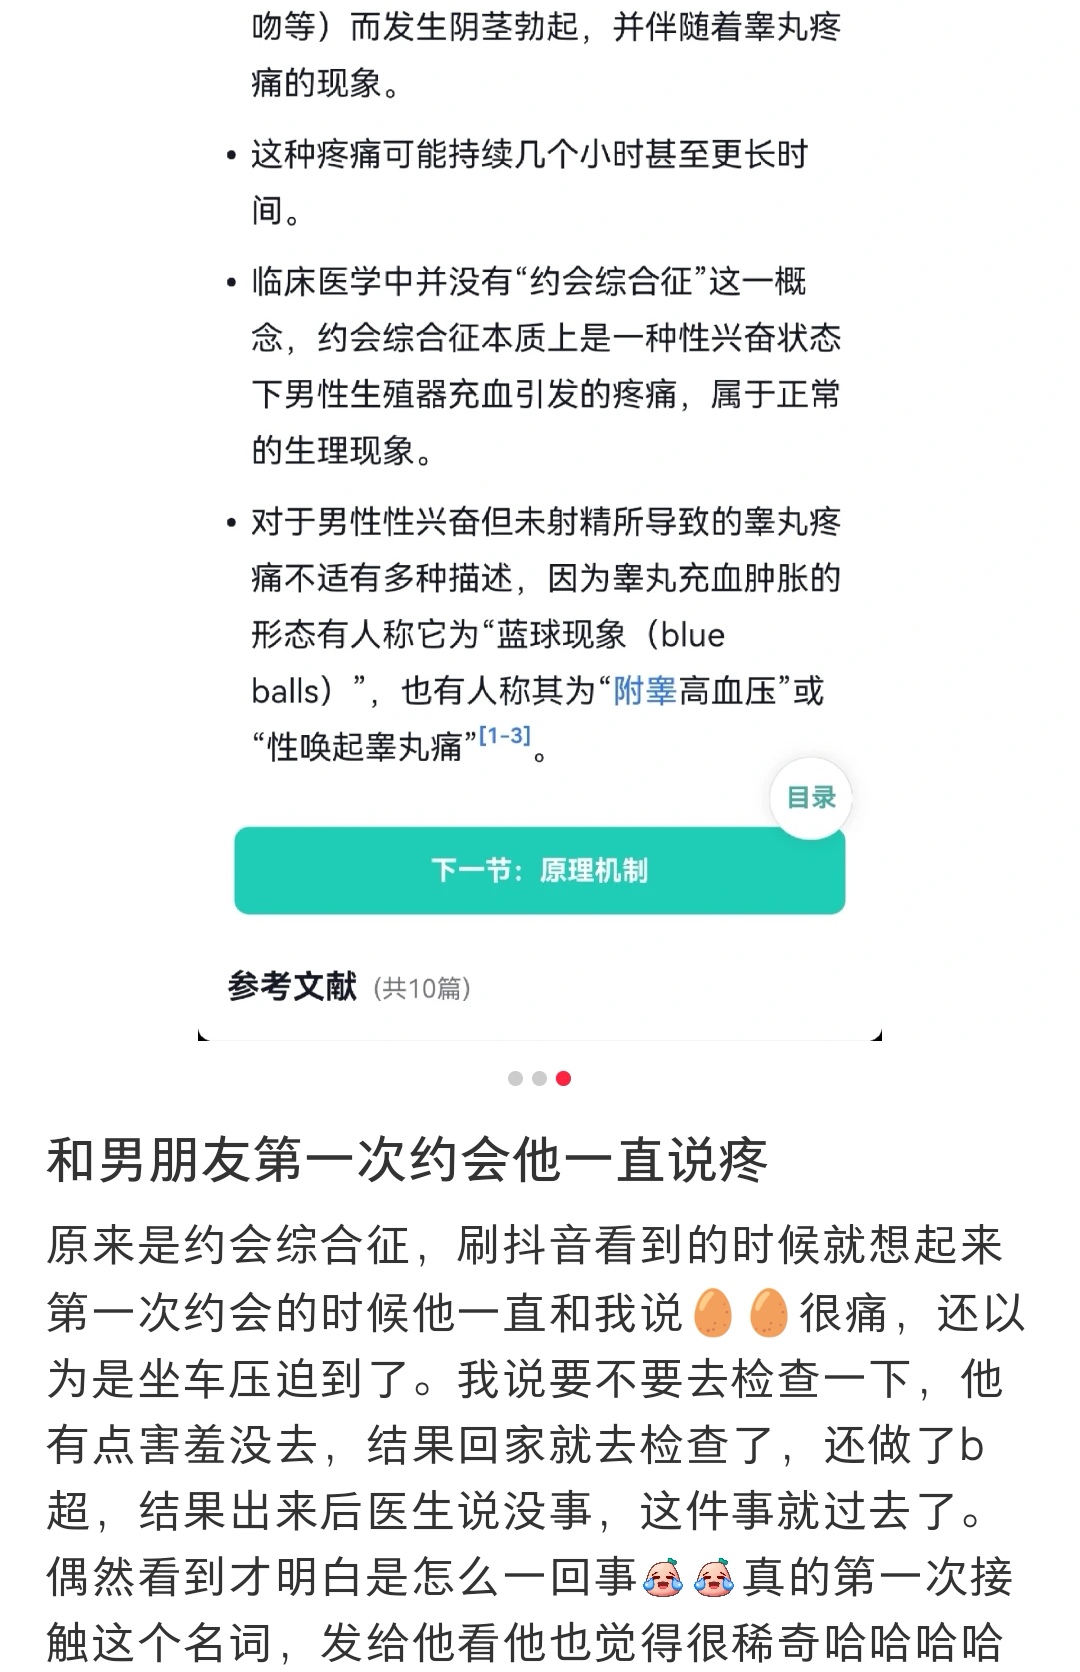 吻等）而发生阴茎勃起，并伴随着睾丸疼
痛的现象。
• 这种疼痛可能持续几个小时甚至更长时
间。
• 临床医学中并没有“约会综合征”这一概
念，约会综合征本质上是一种性兴奋状态
下男性生殖器充血引发的疼痛，属于正常
的生理现象。
• 对于男性性兴奋但未射精所导致的睾丸疼
痛不适有多种描述，因为睾丸充血肿胀的
形态有人称它为“蓝球现象（blue
balls）”，也有人称其为“附睾高血压”或
“性唤起睾丸痛”[1-3]。
目录
下一节：原理机制
参考文献（共10篇）
和男朋友第一次约会他一直说疼
原来是约会综合征，刷抖音看到的时候就想起来
第一次约会的时候他一直和我说🥚🥚很痛，还以
为是坐车压迫到了。我说要不要去检查一下，他
有点害羞没去，结果回家就去检查了，还做了b
超，结果出来后医生说没事，这件事就过去了。
偶然看到才明白是怎么一回事😂😂真的第一次接
触这个名词，发给他看他也觉得很稀奇哈哈哈哈